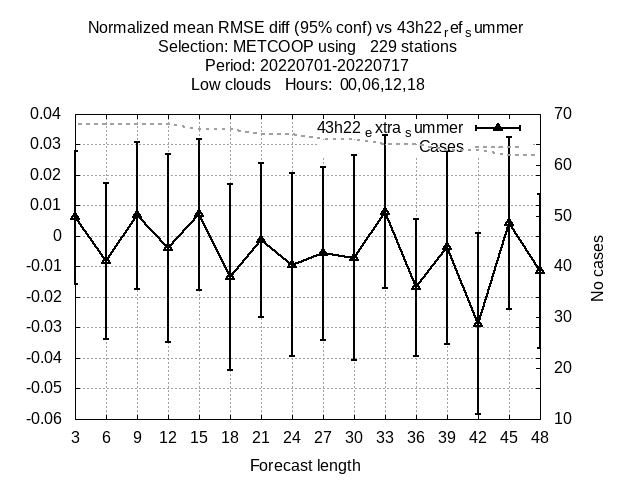 Normalized mean RMSE diff (95% conf) vs 43h22refsummer
Selection: METCOOP using 229 stations
Period: 20220701-20220717
Low clouds Hours: 00,06,12,18
43h22extrasummer
Cases
0.04
0.03
0.02
0.01
0
-0.01
-0.02
-0.03
-0.04
-0.05
-0.06
70
60
50
40
30
20
10
No cases
3 6 9 12 15 18 21 24 27 30 33 36 39 42 45 48
Forecast length